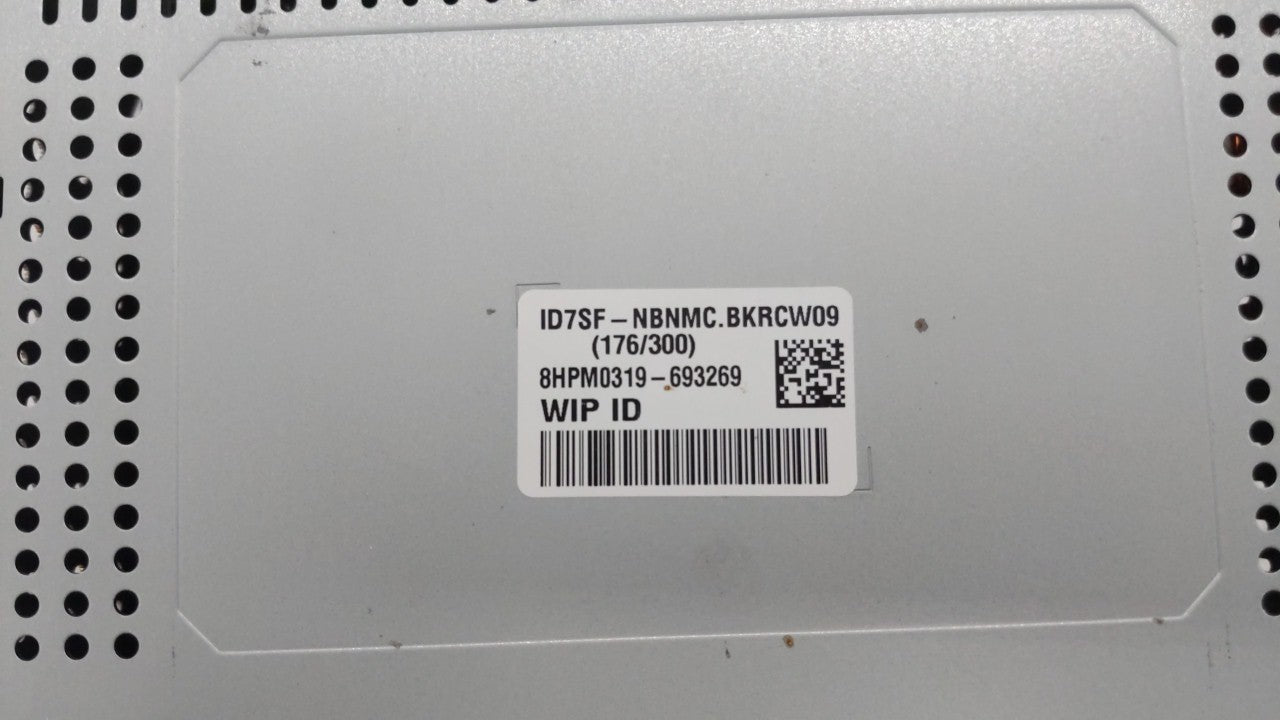 ID7SF-NBNMC.BKRCW09
(176/300)
8HPM0319-693269
WIP ID